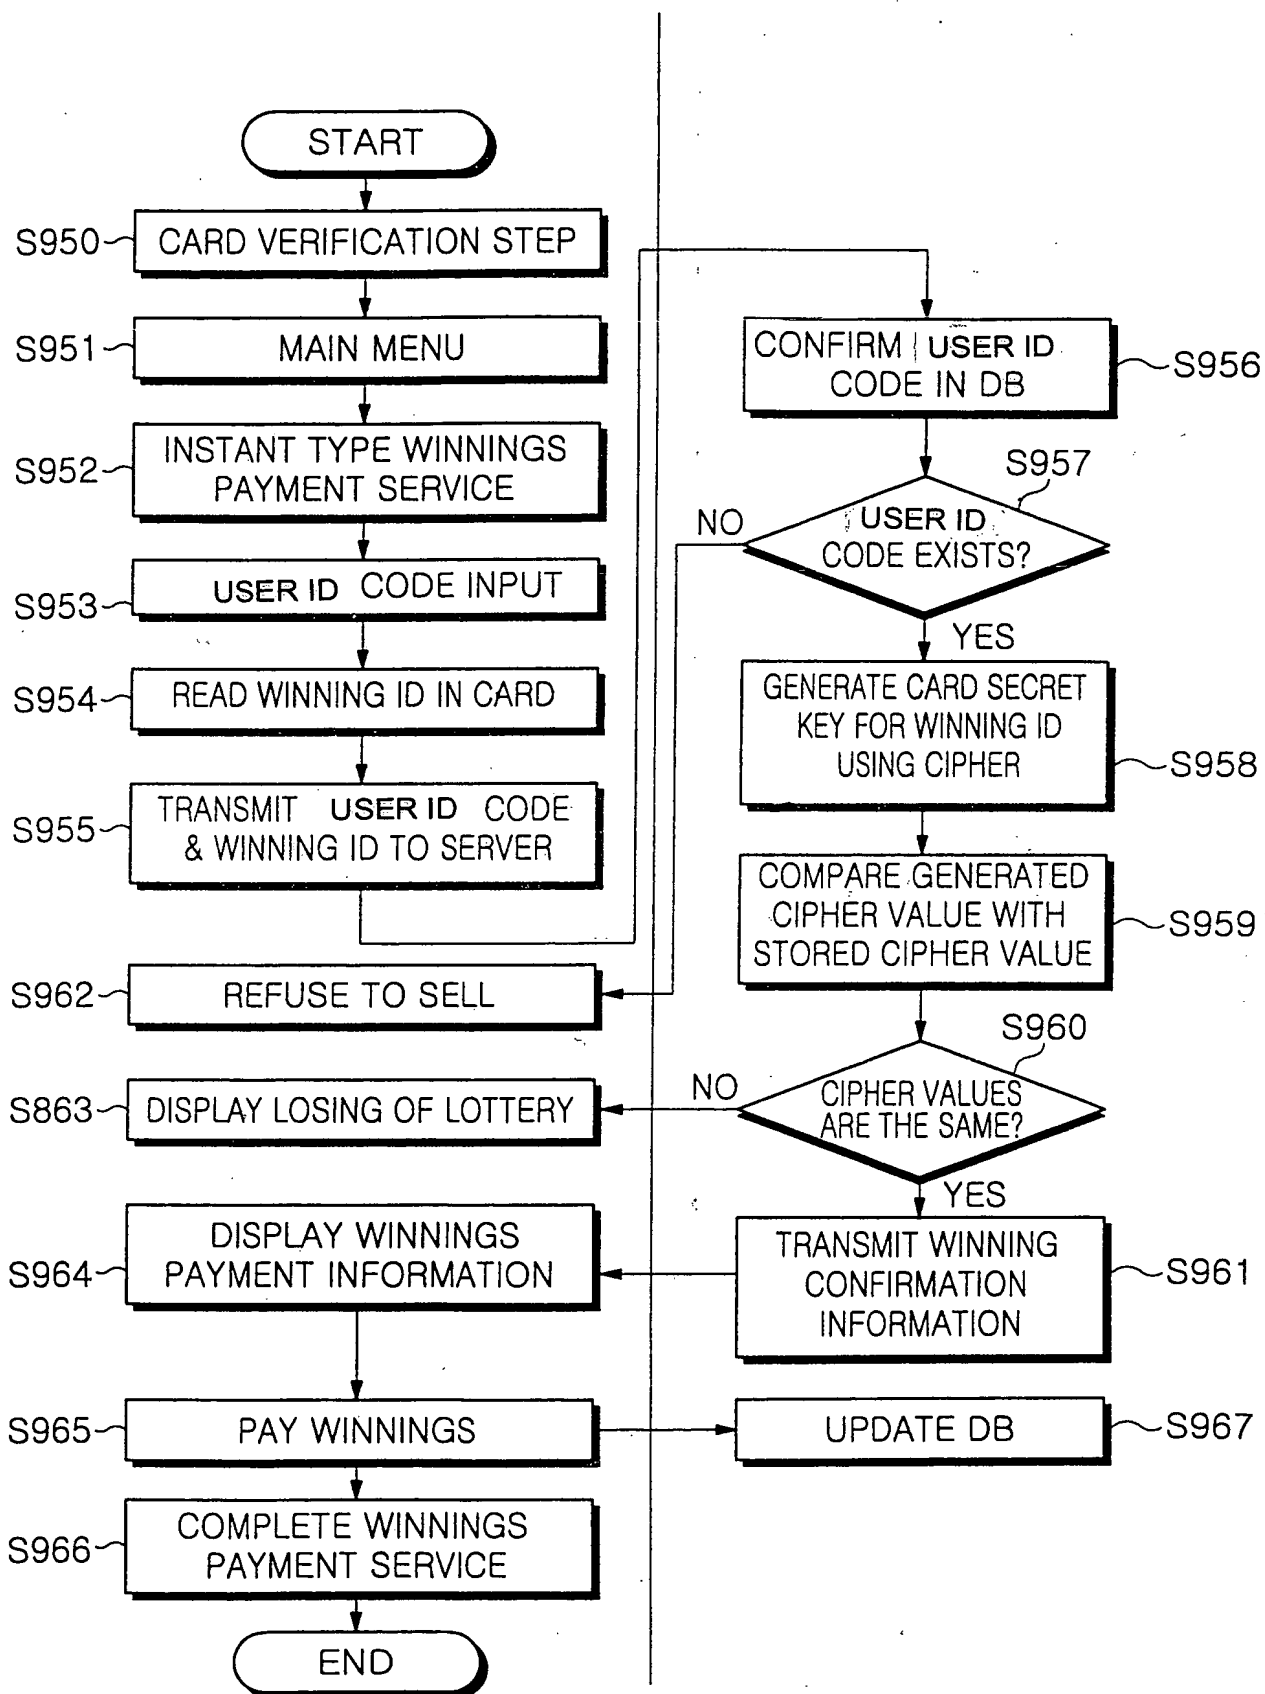 START
S950
CARD VERIFICATION STEP
S951
MAIN MENU
S952
INSTANT TYPE WINNINGS
PAYMENT SERVICE
S953
USER ID CODE INPUT
S954
READ WINNING ID IN CARD
S955
TRANSMIT USER ID CODE
& WINNING ID TO SERVER
S962
REFUSE TO SELL
S863
DISPLAY LOSING OF LOTTERY
S964
DISPLAY WINNINGS
PAYMENT INFORMATION
S965
PAY WINNINGS
S966
COMPLETE WINNINGS
PAYMENT SERVICE
END
CONFIRM USER ID
CODE IN DB
S956
S957
NO
USER ID
CODE EXISTS?
YES
GENERATE CARD SECRET
KEY FOR WINNING ID
USING CIPHER
S958
COMPARE GENERATED
CIPHER VALUE WITH
STORED CIPHER VALUE
S959
S960
NO
CIPHER VALUES
ARE THE SAME?
YES
TRANSMIT WINNING
CONFIRMATION
INFORMATION
S961
UPDATE DB
S967